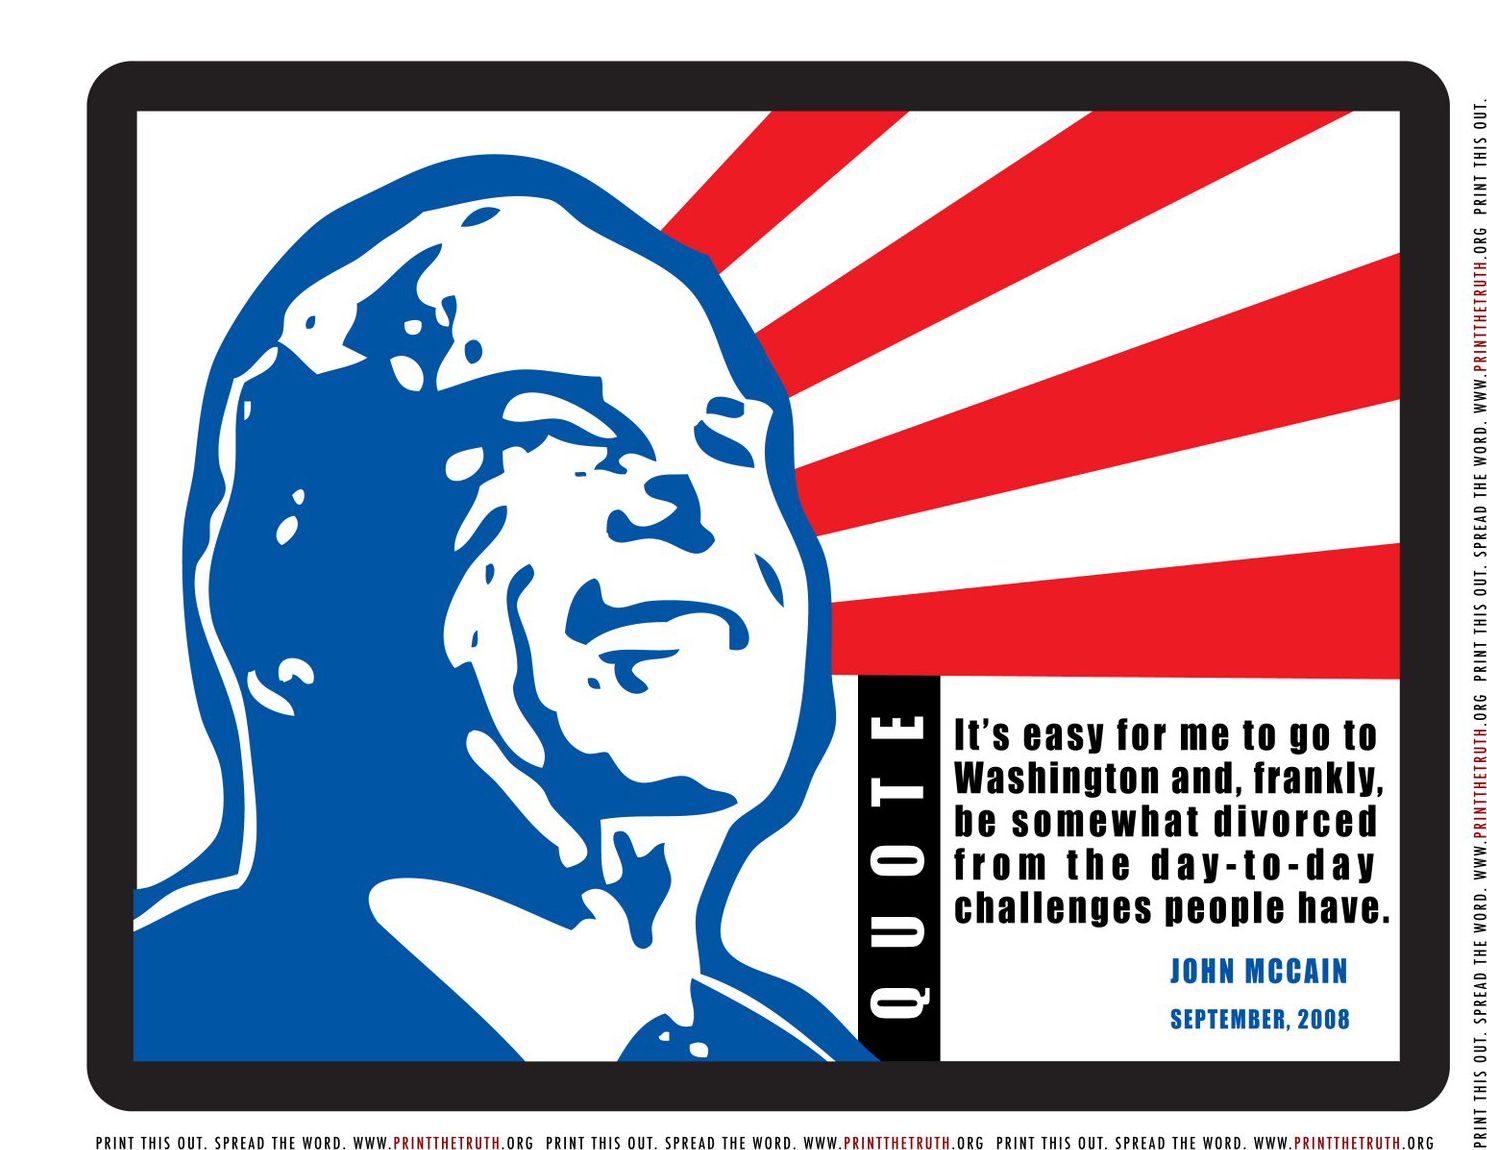 QUOTE
It’s easy for me to go to
Washington and, frankly,
be somewhat divorced
from the day-to-day
challenges people have.
JOHN MCCAIN
SEPTEMBER, 2008
PRINT THIS OUT. SPREAD THE WORD. WWW.PRINTTHETRUTH.ORG PRINT THIS OUT. SPREAD THE WORD. WWW.PRINTTHETRUTH.ORG PRINT THIS OUT. SPREAD THE WORD. WWW.PRINTTHETRUTH.ORG
PRINT THIS OUT. SPREAD THE WORD. WWW.PRINTTHETRUTH.ORG PRINT THIS OUT. SPREAD THE WORD. WWW.PRINTTHETRUTH.ORG PRINT THIS OUT.